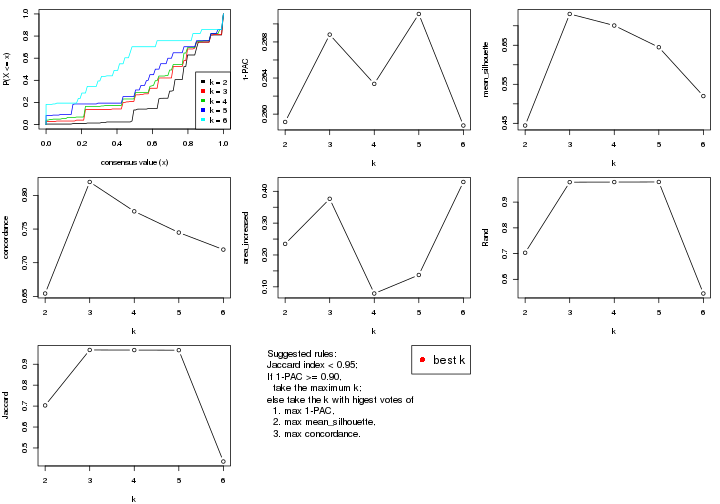 P(X <= x)
0.0 0.2 0.4 0.6 0.8 1.0
k = 2
k = 3
k = 4
k = 5
k = 6
0.0 0.2 0.4 0.6 0.8 1.0
consensus value (x)
1-PAC
0.260 0.264 0.268
2 3 4 5 6
k
mean_silhouette
0.45 0.55 0.65
2 3 4 5 6
k
concordance
0.65 0.70 0.75 0.80
2 3 4 5 6
k
area_increased
0.10 0.20 0.30 0.40
2 3 4 5 6
k
Rand
0.6 0.7 0.8 0.9
2 3 4 5 6
k
Jaccard
0.5 0.6 0.7 0.8 0.9
2 3 4 5 6
k
Suggested rules:
Jaccard index < 0.95;
If 1-PAC >= 0.90,
take the maximum k;
else take the k with higest votes of
1. max 1-PAC,
2. max mean_silhouette,
3. max concordance.
best k